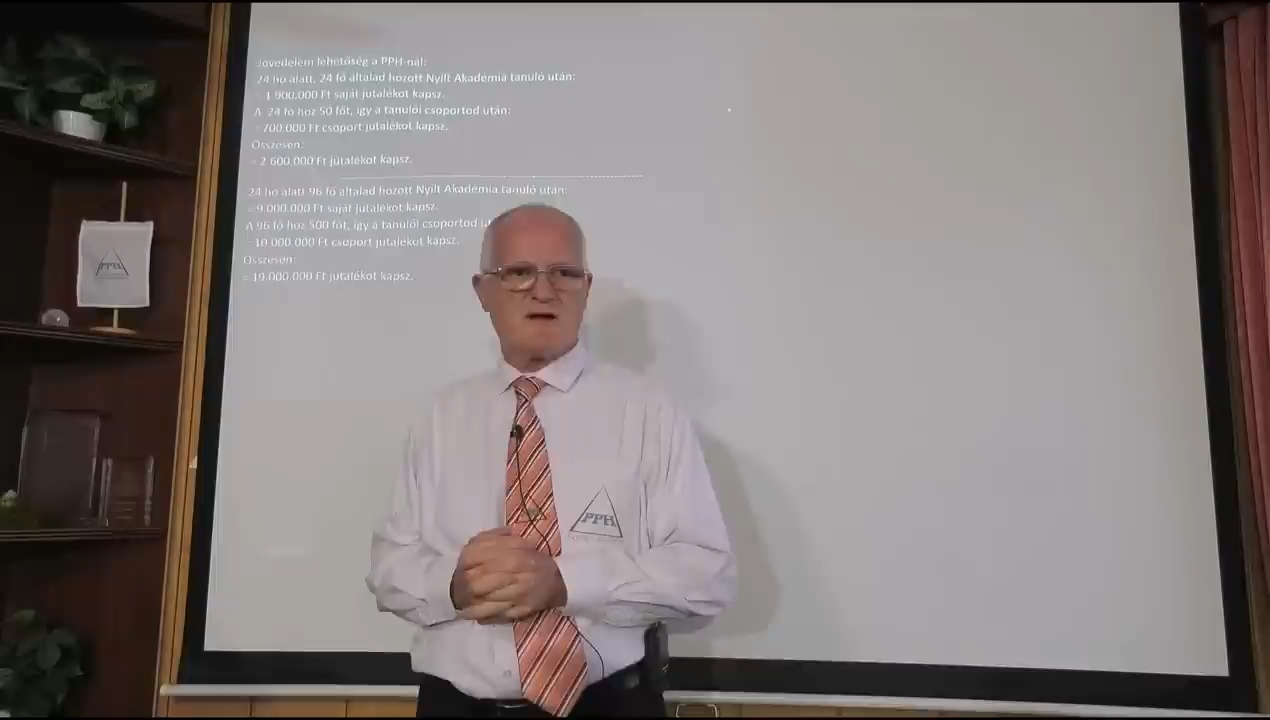 Jövedelem lehetőség a PPH-nál:
24 hó alatt, 24 fő általad hozott Nyílt Akadémia tanuló után:
= 1.900.000 Ft saját jutalékot kapsz.
A 24 fő hoz 50 főt, így a tanulói csoportod után:
= 700.000 Ft csoport jutalékot kapsz.
Összesen:
= 2.600.000 Ft jutalékot kapsz.
24 hó alatt 96 fő általad hozott Nyílt Akadémia tanuló után:
= 9.000.000 Ft saját jutalékot kapsz.
A 96 fő hoz 500 főt, így a tanulói csoportod
= 10.000.000 Ft csoport jutalékot kapsz.
Összesen:
= 19.000.000 Ft jutalékot kapsz.
PPH
PPH